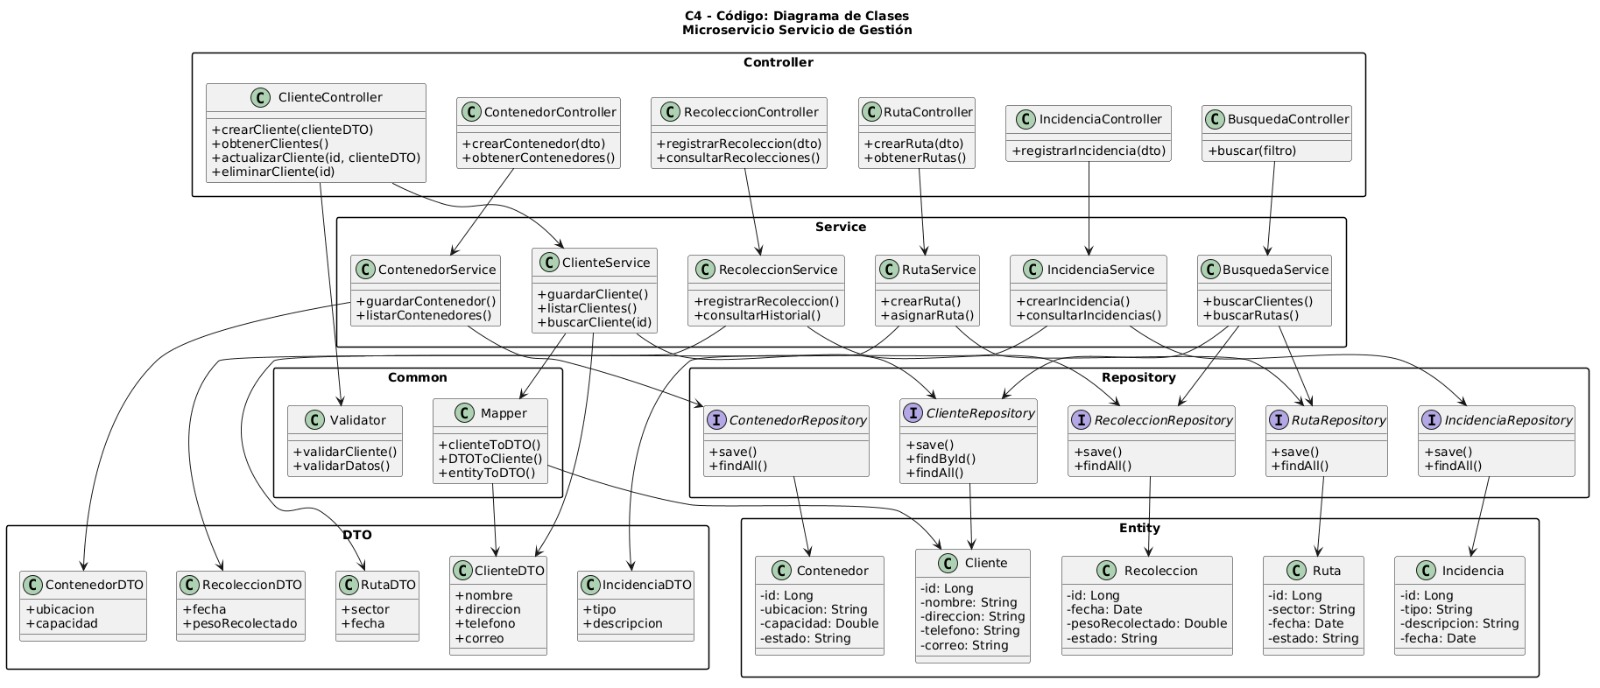 C4 - Código: Diagrama de Clases
Microservicio Servicio de Gestión
Controller
C ClienteController
+crearCliente(clienteDTO)
+obtenerClientes()
+actualizarCliente(id, clienteDTO)
+eliminarCliente(id)
C ContenedorController
+crearContenedor(dto)
+obtenerContenedores()
C RecoleccionController
+registrarRecoleccion(dto)
+consultarRecolecciones()
C RutaController
+crearRuta(dto)
+obtenerRutas()
C IncidenciaController
+registrarIncidencia(dto)
C BusquedaController
+buscar(filtro)
Service
C ContenedorService
+guardarContenedor()
+listarContenedores()
C ClienteService
+guardarCliente()
+listarClientes()
+buscarCliente(id)
C RecoleccionService
+registrarRecoleccion()
+consultarHistorial()
C RutaService
+crearRuta()
+asignarRuta()
C IncidenciaService
+crearIncidencia()
+consultarIncidencias()
C BusquedaService
+buscarClientes()
+buscarRutas()
Common
C Validator
+validarCliente()
+validarDatos()
C Mapper
+clienteToDTO()
+DTOToCliente()
+entityToDTO()
Repository
I ContenedorRepository
+save()
+findAll()
I ClienteRepository
+save()
+findById()
+findAll()
I RecoleccionRepository
+save()
+findAll()
I RutaRepository
+save()
+findAll()
I IncidenciaRepository
+save()
+findAll()
DTO
C ContenedorDTO
+ubicacion
+capacidad
C RecoleccionDTO
+fecha
+pesoRecolectado
C RutaDTO
+sector
+fecha
C ClienteDTO
+nombre
+direccion
+telefono
+correo
C IncidenciaDTO
+tipo
+descripcion
Entity
C Contenedor
-id: Long
-ubicacion: String
-capacidad: Double
-estado: String
C Cliente
-id: Long
-nombre: String
-direccion: String
-telefono: String
-correo: String
C Recoleccion
-id: Long
-fecha: Date
-pesoRecolectado: Double
-estado: String
C Ruta
-id: Long
-sector: String
-fecha: Date
-estado: String
C Incidencia
-id: Long
-tipo: String
-descripcion: String
-fecha: Date